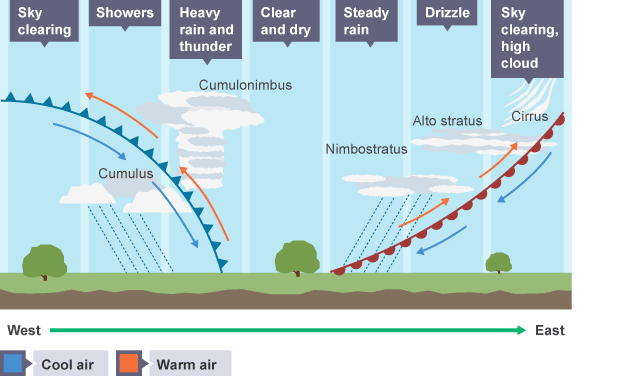 Sky
clearing
Showers
Heavy
rain and
thunder
Clear
and dry
Steady
rain
Drizzle
Sky
clearing,
high
cloud
Cumulonimbus
Cirrus
Alto stratus
Nimbostratus
Cumulus
West
East
Cool air
Warm air